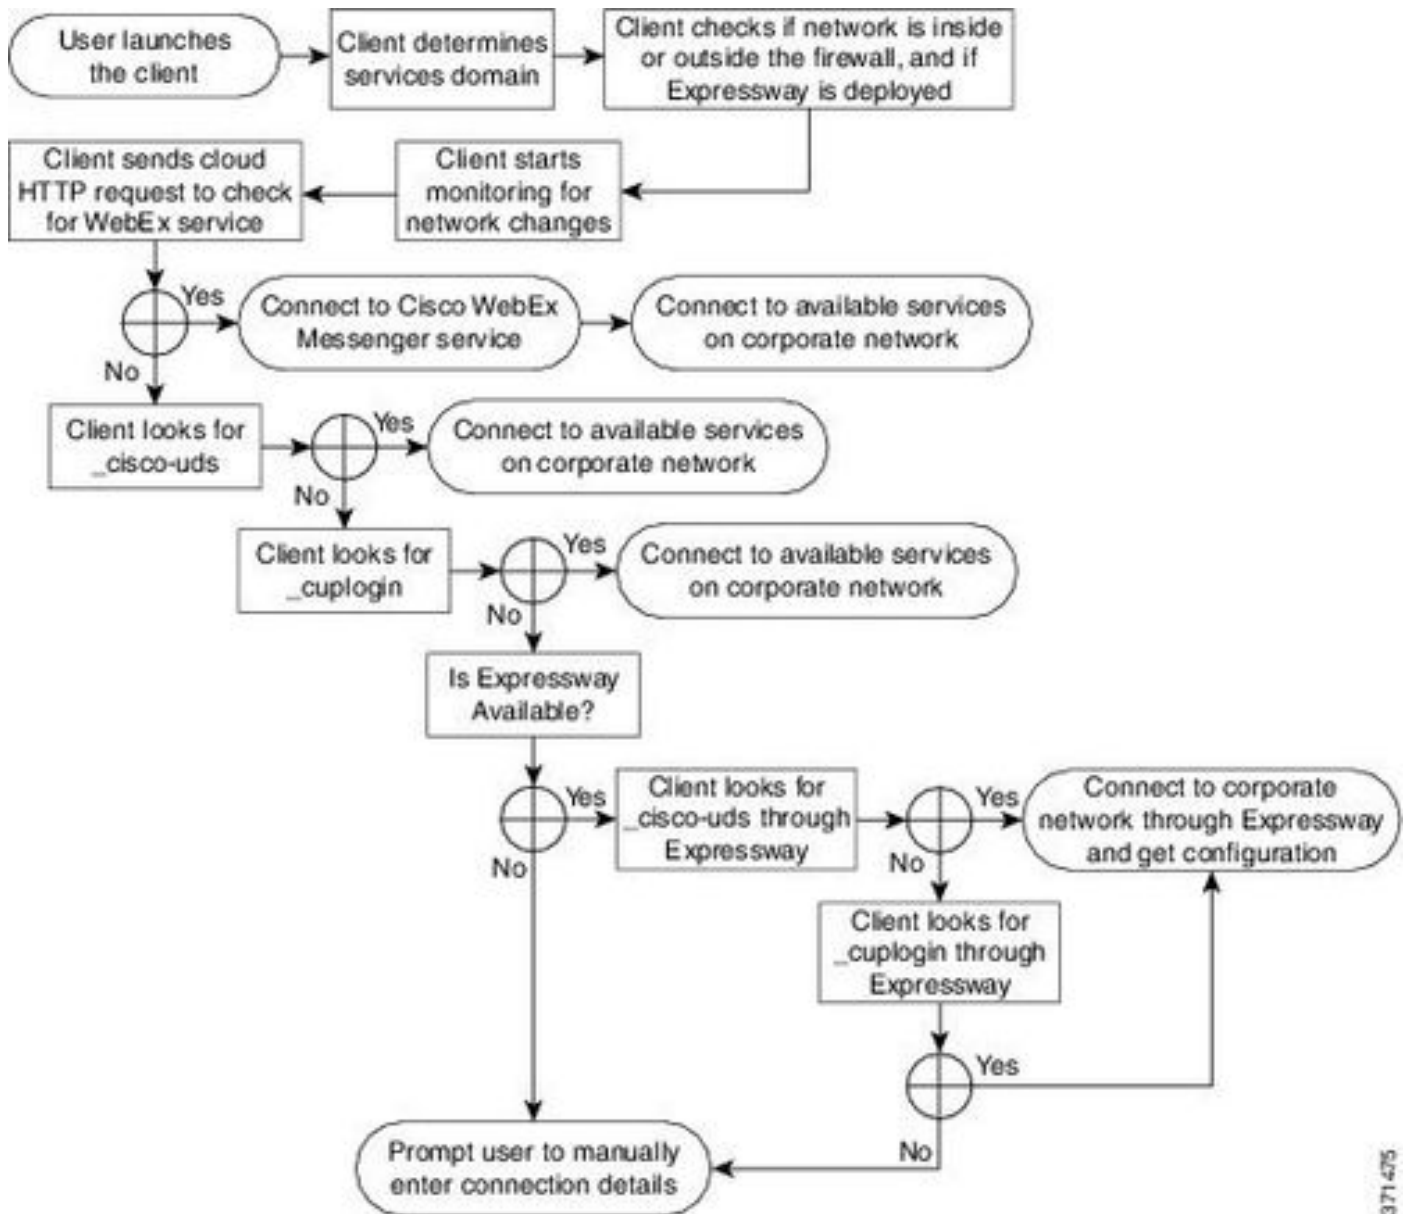 User launches
the client
Client determines
services domain
Client checks if network is inside
or outside the firewall, and if
Expressway is deployed
Client sends cloud
HTTP request to check
for WebEx service
Client starts
monitoring for
network changes
Yes
Connect to Cisco WebEx
Messenger service
Connect to available services
on corporate network
No
Client looks for
_cisco-uds
Yes
Connect to available services
on corporate network
No
Client looks for
_cuplogin
Yes
Connect to available services
on corporate network
No
Is Expressway
Available?
Yes
Client looks for
_cisco-uds through
Expressway
Yes
Connect to corporate
network through Expressway
and get configuration
No
No
Client looks for
_cuplogin through
Expressway
Yes
No
Prompt user to manually
enter connection details
371475